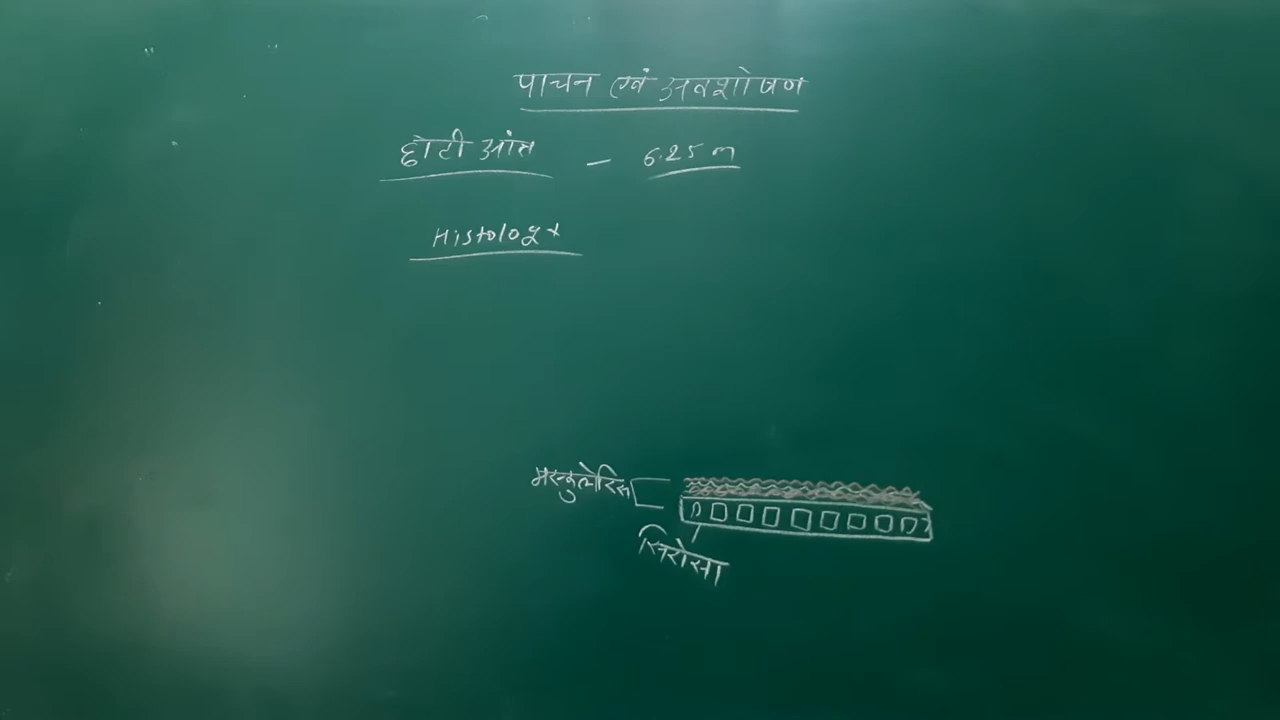 पाचन एवं अवशोषण
छोटी आंत - 6.25 m
Histology
मस्कुलेरिस
सिरोसा